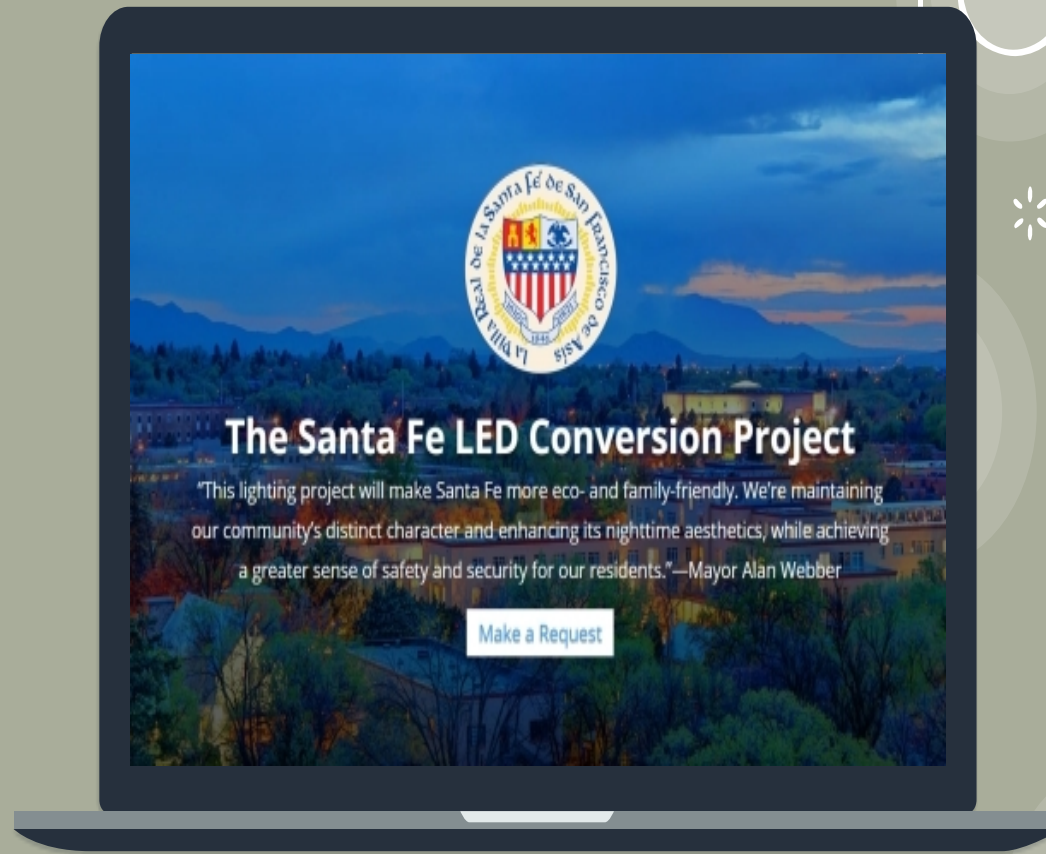 la Villa Real de la Santa fé de San francisco de Asis
The Santa Fe LED Conversion Project
“This lighting project will make Santa Fe more eco- and family-friendly. We’re maintaining
our community’s distinct character and enhancing its nighttime aesthetics, while achieving
a greater sense of safety and security for our residents.”—Mayor Alan Webber
Make a Request